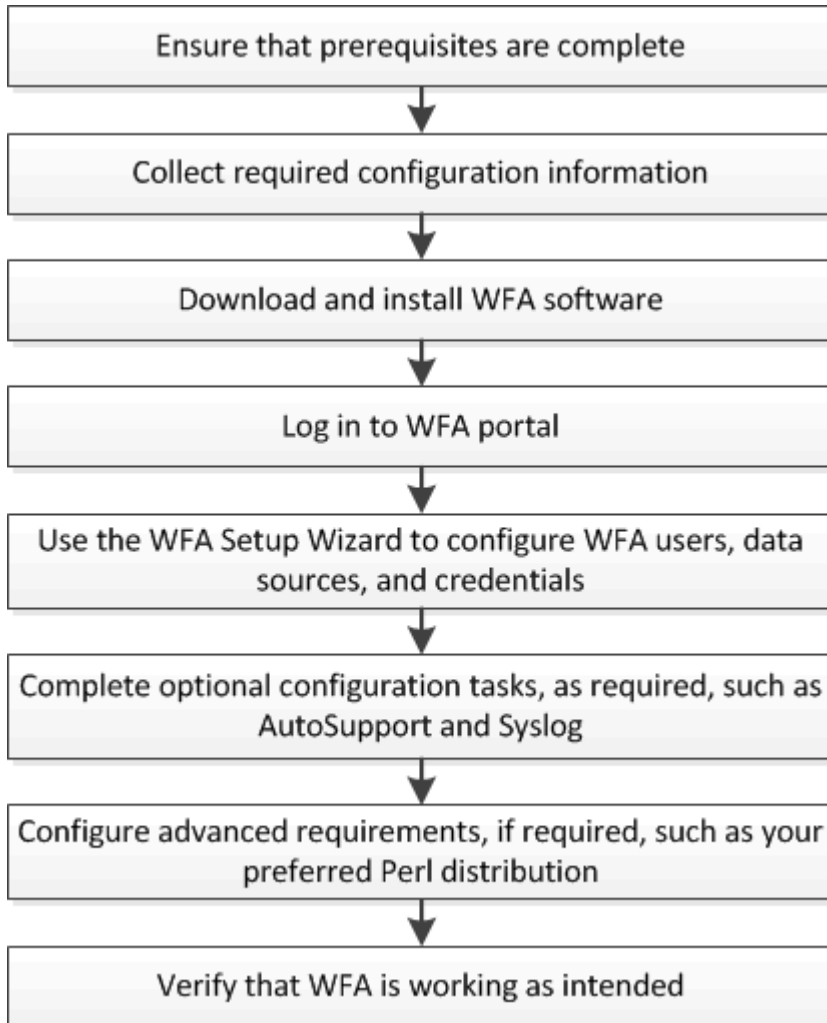 Ensure that prerequisites are complete
Collect required configuration information
Download and install WFA software
Log in to WFA portal
Use the WFA Setup Wizard to configure WFA users, data
sources, and credentials
Complete optional configuration tasks, as required, such as
AutoSupport and Syslog
Configure advanced requirements, if required, such as your
preferred Perl distribution
Verify that WFA is working as intended